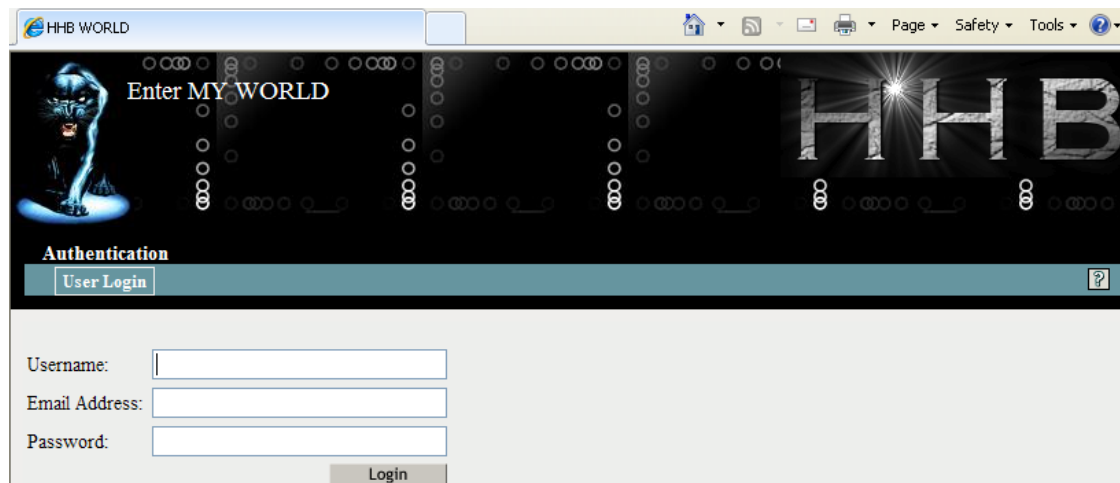 HHB WORLD
Page Safety Tools
Enter MY WORLD
HHB
Authentication
User Login
Username:
Email Address:
Password:
Login